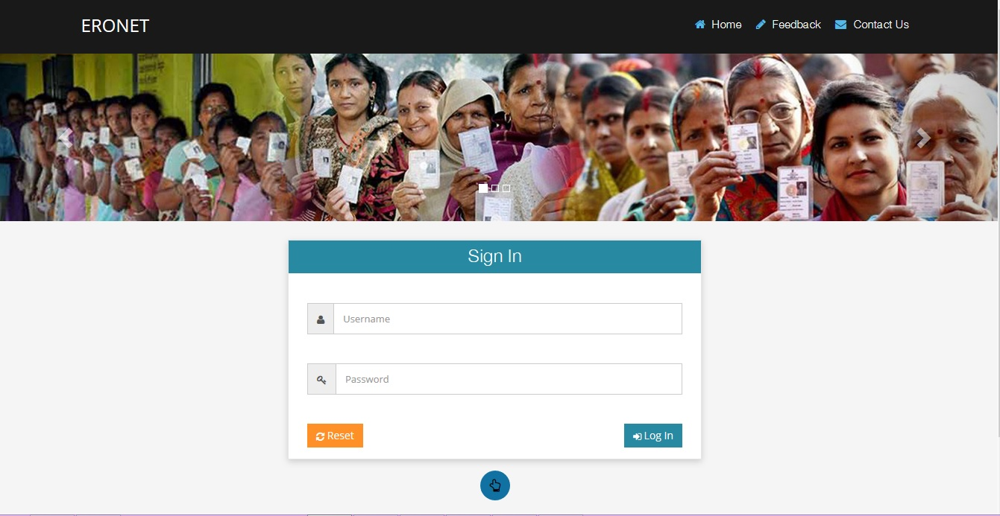 ERONET
Home Feedback Contact Us
Sign In
Username
Password
Reset Log In